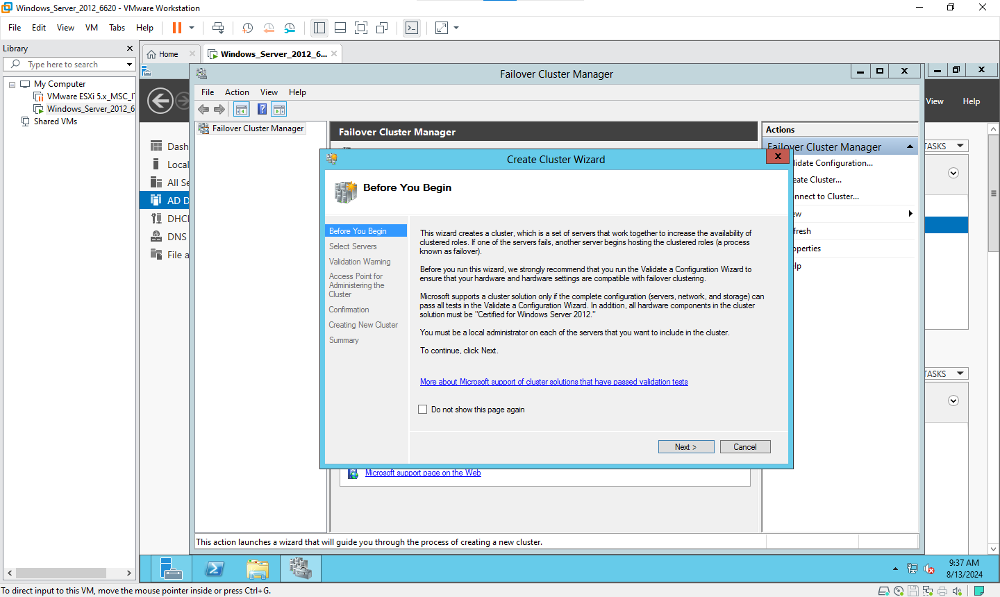 Windows_Server_2012_6620 - VMware Workstation
File Edit View VM Tabs Help
Library
Type here to search
My Computer
VMware ESXi 5.x_MSC_I
Windows_Server_2012_6
Shared VMs
Home
Windows_Server_2012_6...
Failover Cluster Manager
File Action View Help
View Help
Failover Cluster Manager
Failover Cluster Manager
Actions
Failover Cluster Manager
lidate Configuration...
eate Cluster...
nnect to Cluster...
ew
fresh
operties
lp
TASKS
TASKS
Dash
Local
All Se
AD D
DHC
DNS
File a
Create Cluster Wizard
Before You Begin
Before You Begin
Select Servers
Validation Warning
Access Point for
Administering the
Cluster
Confirmation
Creating New Cluster
Summary
This wizard creates a cluster, which is a set of servers that work together to increase the availability of
clustered roles. If one of the servers fails, another server begins hosting the clustered roles (a process
known as failover).
Before you run this wizard, we strongly recommend that you run the Validate a Configuration Wizard to
ensure that your hardware and hardware settings are compatible with failover clustering.
Microsoft supports a cluster solution only if the complete configuration (servers, network, and storage) can
pass all tests in the Validate a Configuration Wizard. In addition, all hardware components in the cluster
solution must be "Certified for Windows Server 2012."
You must be a local administrator on each of the servers that you want to include in the cluster.
To continue, click Next.
More about Microsoft support of cluster solutions that have passed validation tests
Do not show this page again
Next > Cancel
Microsoft support page on the Web
This action launches a wizard that will guide you through the process of creating a new cluster.
9:37 AM
8/13/2024
To direct input to this VM, move the mouse pointer inside or press Ctrl+G.